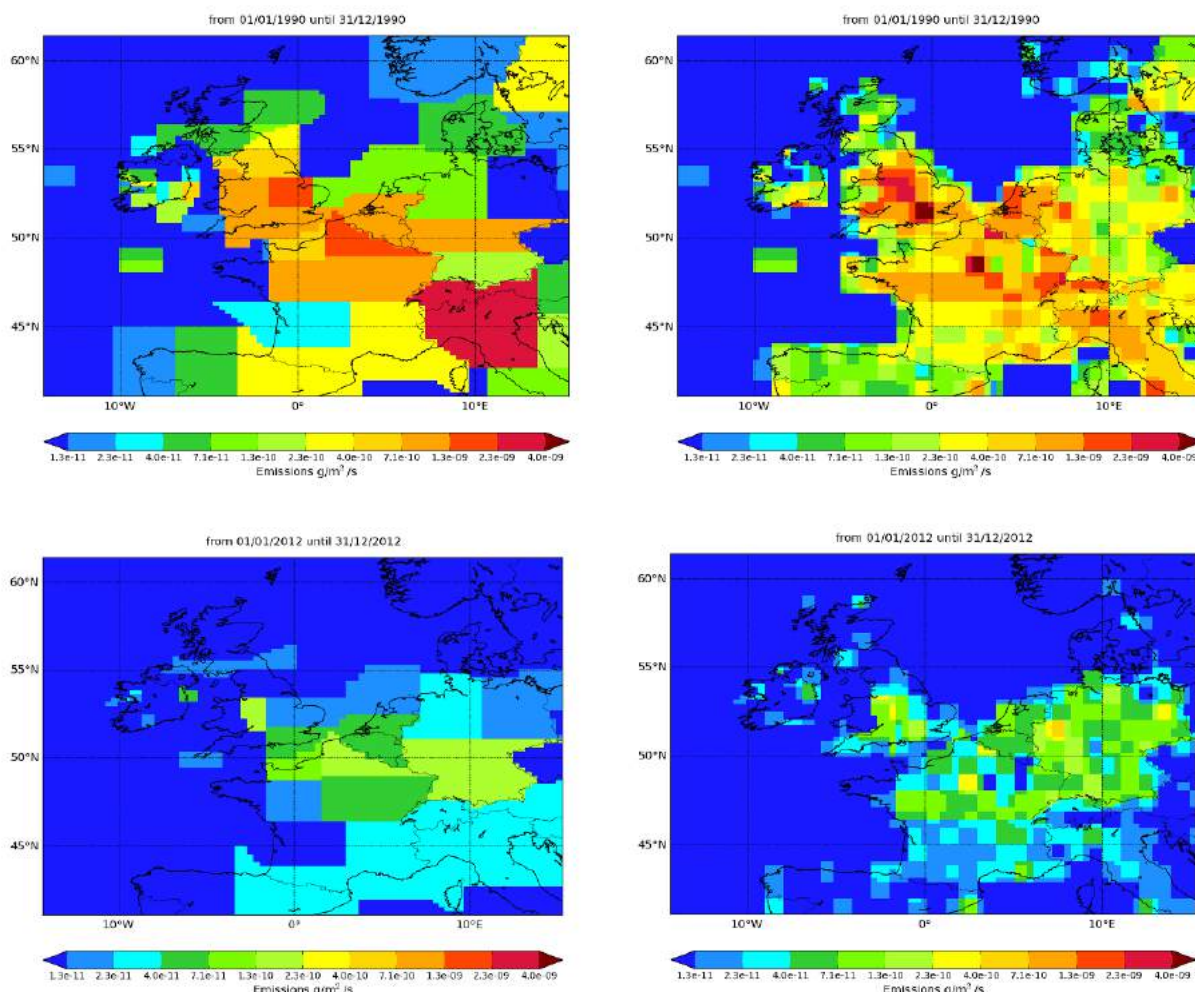 from 01/01/1990 until 31/12/1990
60°N
55°N
50°N
45°N
10°W
0°
10°E
1.3e-11 2.3e-11 4.0e-11 7.1e-11 1.3e-10 2.3e-10 4.0e-10 7.1e-10 1.3e-09 2.3e-09 4.0e-09
Emissions g/m²/s
from 01/01/1990 until 31/12/1990
60°N
55°N
50°N
45°N
10°W
0°
10°E
1.3e-11 2.3e-11 4.0e-11 7.1e-11 1.3e-10 2.3e-10 4.0e-10 7.1e-10 1.3e-09 2.3e-09 4.0e-09
Emissions g/m²/s
from 01/01/2012 until 31/12/2012
60°N
55°N
50°N
45°N
10°W
0°
10°E
1.3e-11 2.3e-11 4.0e-11 7.1e-11 1.3e-10 2.3e-10 4.0e-10 7.1e-10 1.3e-09 2.3e-09 4.0e-09
Emissions g/m²/s
from 01/01/2012 until 31/12/2012
60°N
55°N
50°N
45°N
10°W
0°
10°E
1.3e-11 2.3e-11 4.0e-11 7.1e-11 1.3e-10 2.3e-10 4.0e-10 7.1e-10 1.3e-09 2.3e-09 4.0e-09
Emissions g/m²/s